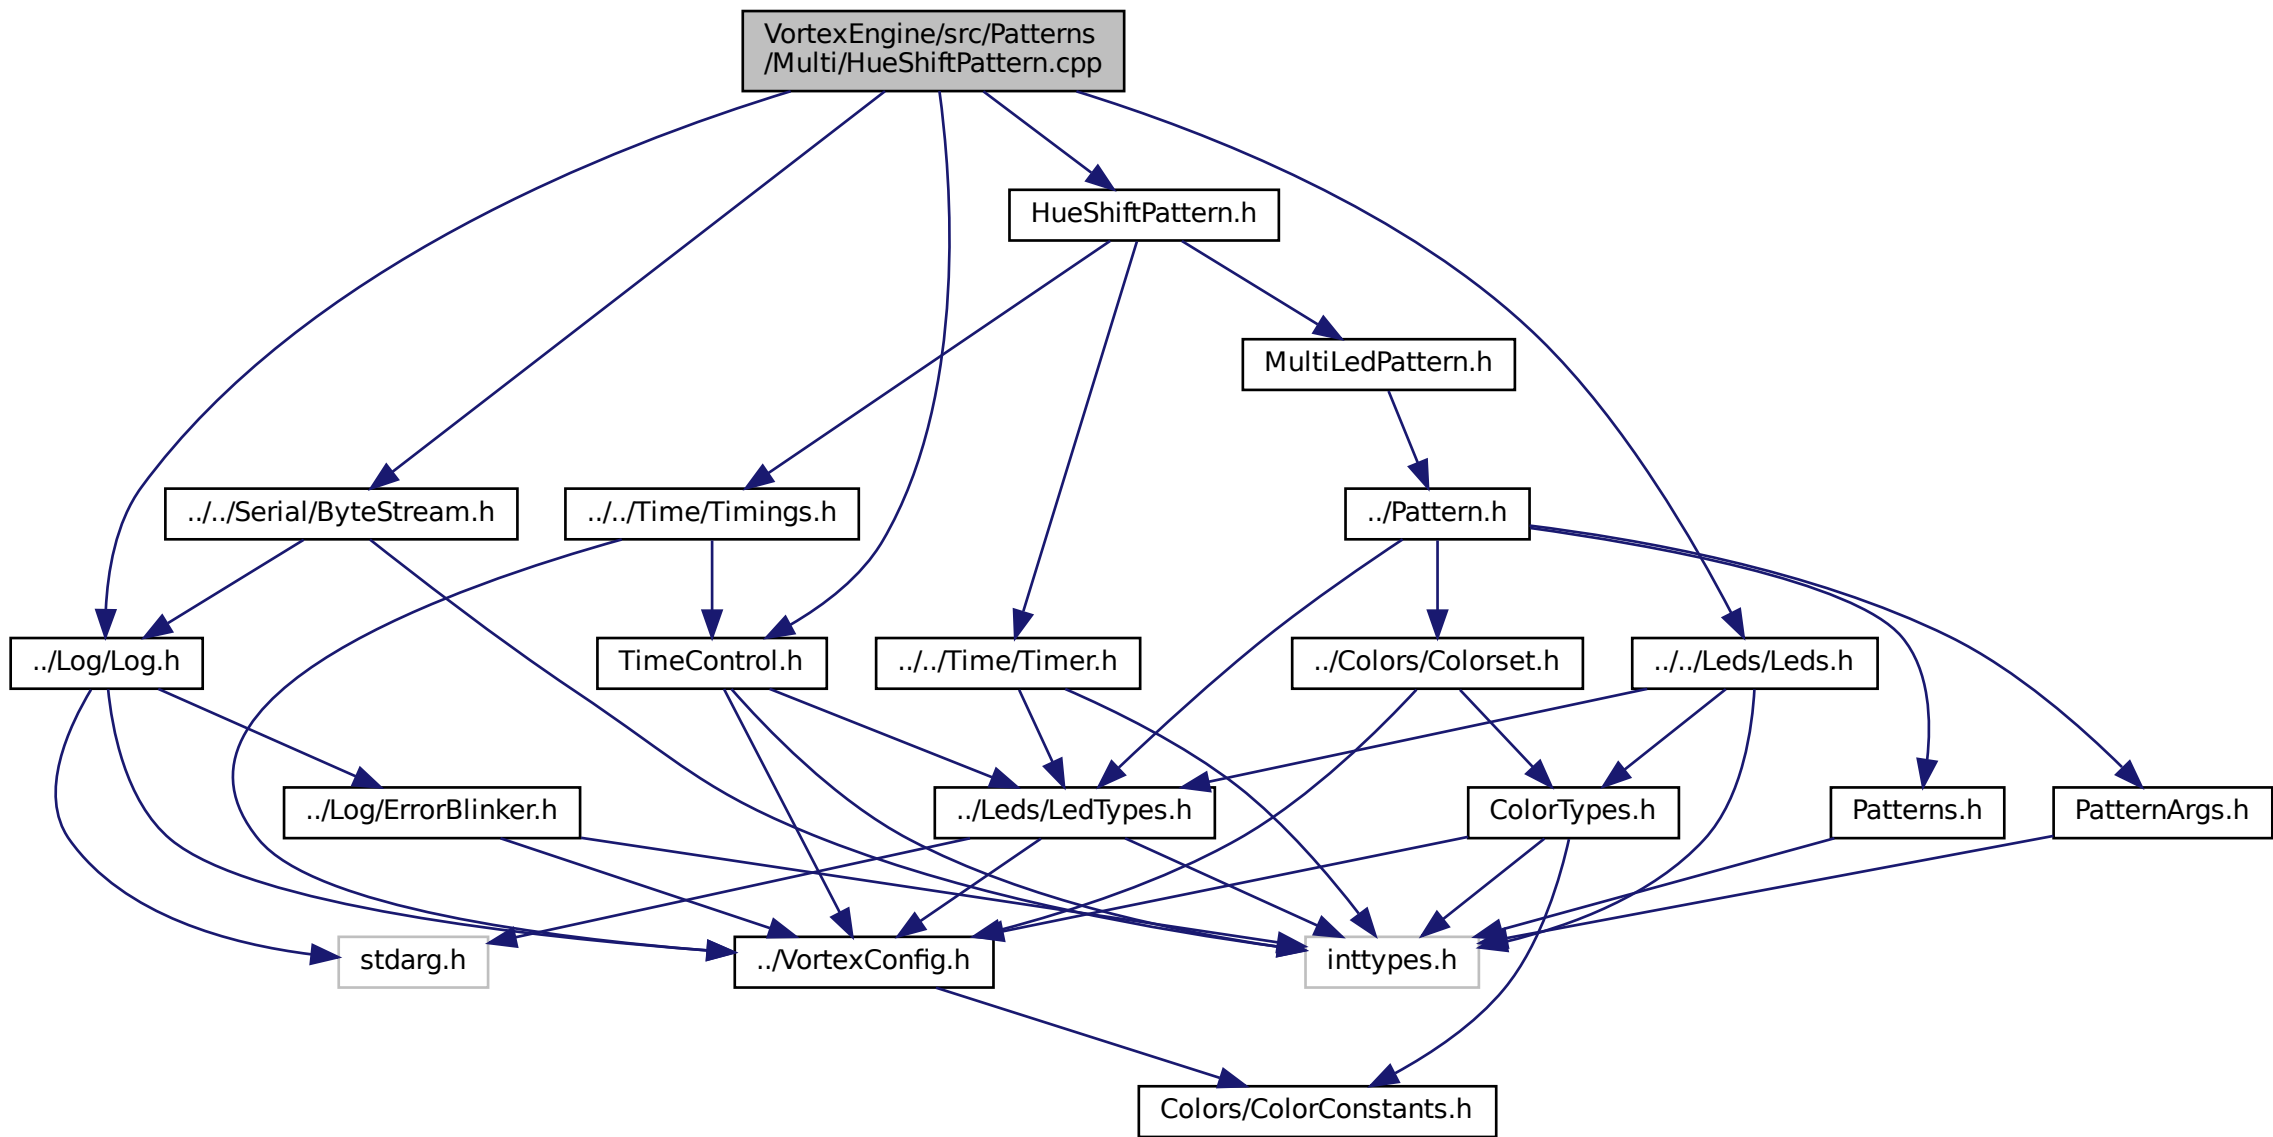 VortexEngine/src/Patterns
/Multi/HueShiftPattern.cpp
HueShiftPattern.h
MultiLedPattern.h
../../Serial/ByteStream.h
../../Time/Timings.h
../Pattern.h
../Log/Log.h
TimeControl.h
../../Time/Timer.h
../Colors/Colorset.h
../../Leds/Leds.h
../Log/ErrorBlinker.h
../Leds/LedTypes.h
ColorTypes.h
Patterns.h
PatternArgs.h
stdarg.h
../VortexConfig.h
inttypes.h
Colors/ColorConstants.h